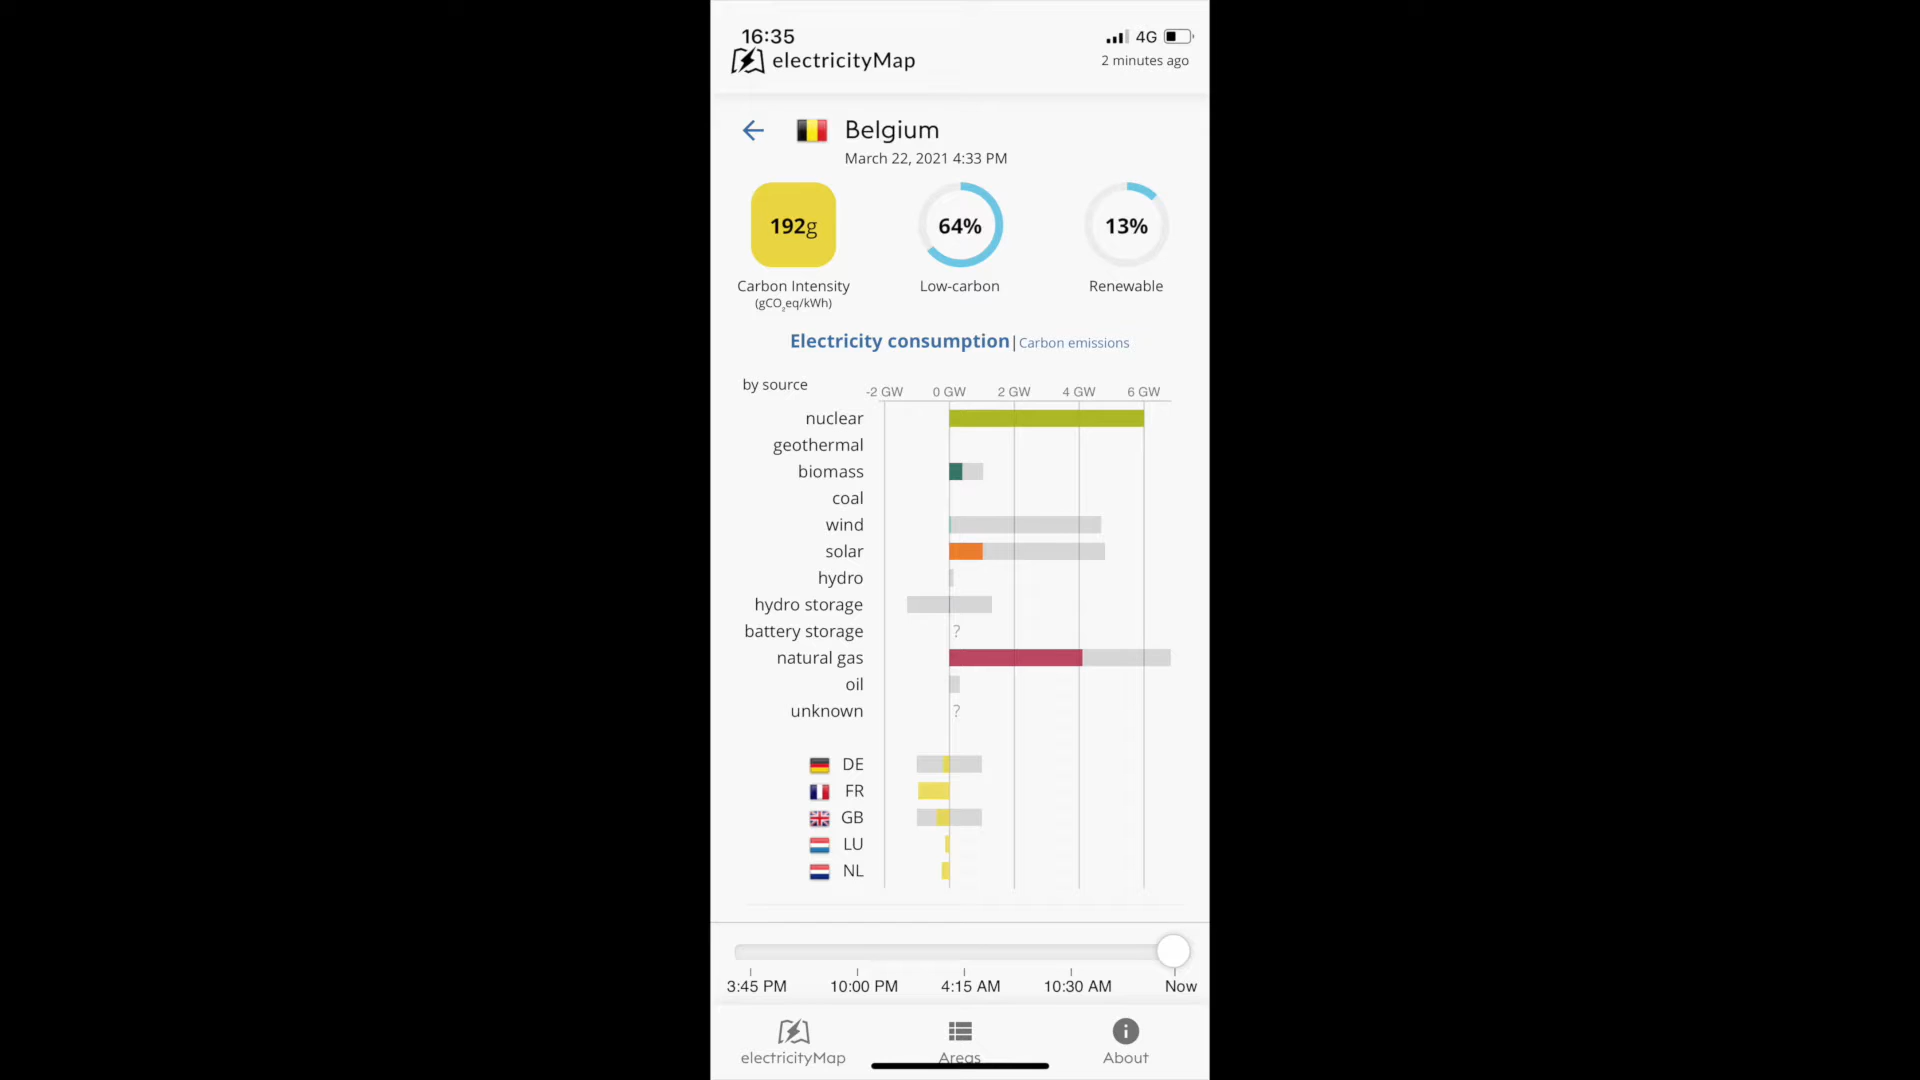 16:35
4G
electricityMap
2 minutes ago
Belgium
March 22, 2021 4:33 PM
192g
64%
13%
Carbon Intensity
(gCO₂eq/kWh)
Low-carbon
Renewable
Electricity consumption | Carbon emissions
by source
-2 GW 0 GW 2 GW 4 GW 6 GW
nuclear
geothermal
biomass
coal
wind
solar
hydro
hydro storage
battery storage ?
natural gas
oil
unknown ?
DE
FR
GB
LU
NL
3:45 PM 10:00 PM 4:15 AM 10:30 AM Now
electricityMap Areas About